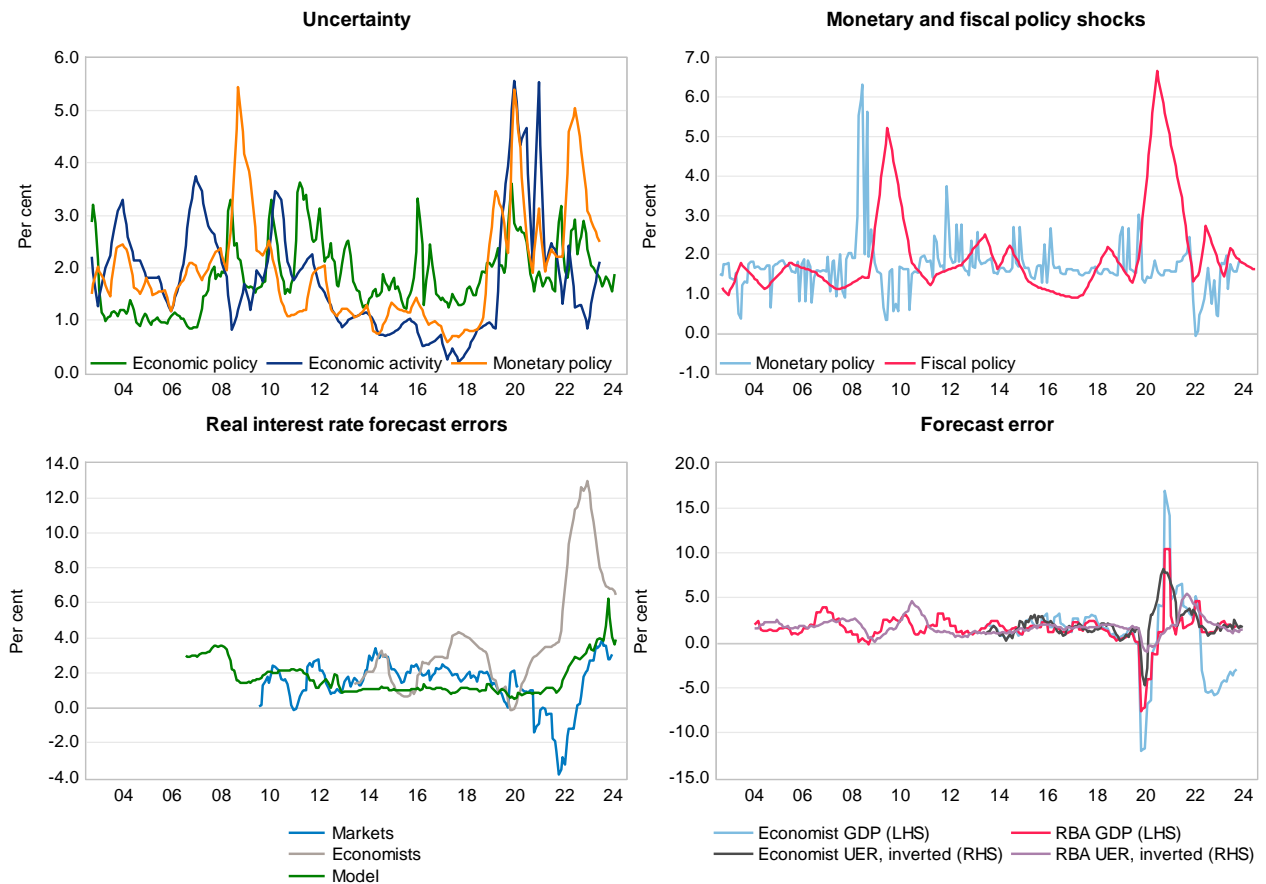 Uncertainty
Per cent
6.0
5.0
4.0
3.0
2.0
1.0
0.0
Economic policy Economic activity Monetary policy
04 06 08 10 12 14 16 18 20 22 24
Monetary and fiscal policy shocks
Per cent
7.0
6.0
5.0
4.0
3.0
2.0
1.0
0.0
-1.0
Monetary policy Fiscal policy
04 06 08 10 12 14 16 18 20 22 24
Real interest rate forecast errors
Per cent
14.0
12.0
10.0
8.0
6.0
4.0
2.0
0.0
-2.0
-4.0
04 06 08 10 12 14 16 18 20 22 24
Markets
Economists
Model
Forecast error
Per cent
20.0
15.0
10.0
5.0
0.0
-5.0
-10.0
-15.0
04 06 08 10 12 14 16 18 20 22 24
Economist GDP (LHS) RBA GDP (LHS)
Economist UER, inverted (RHS) RBA UER, inverted (RHS)